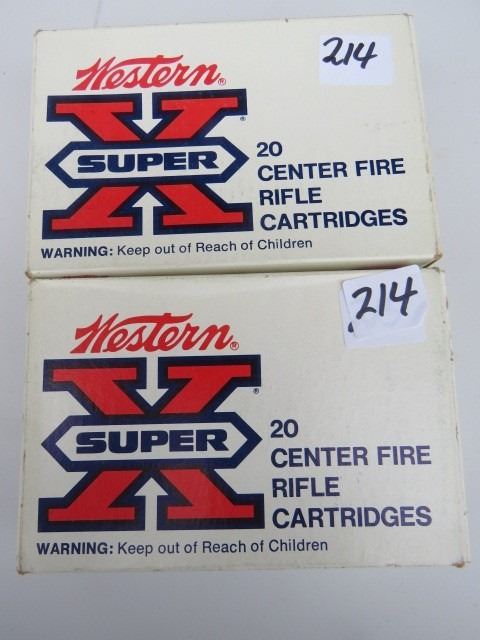 Western®
214
X®
SUPER
20
CENTER FIRE
RIFLE
CARTRIDGES
WARNING: Keep out of Reach of Children
Western®
.214
X®
SUPER
20
CENTER FIRE
RIFLE
CARTRIDGES
WARNING: Keep out of Reach of Children